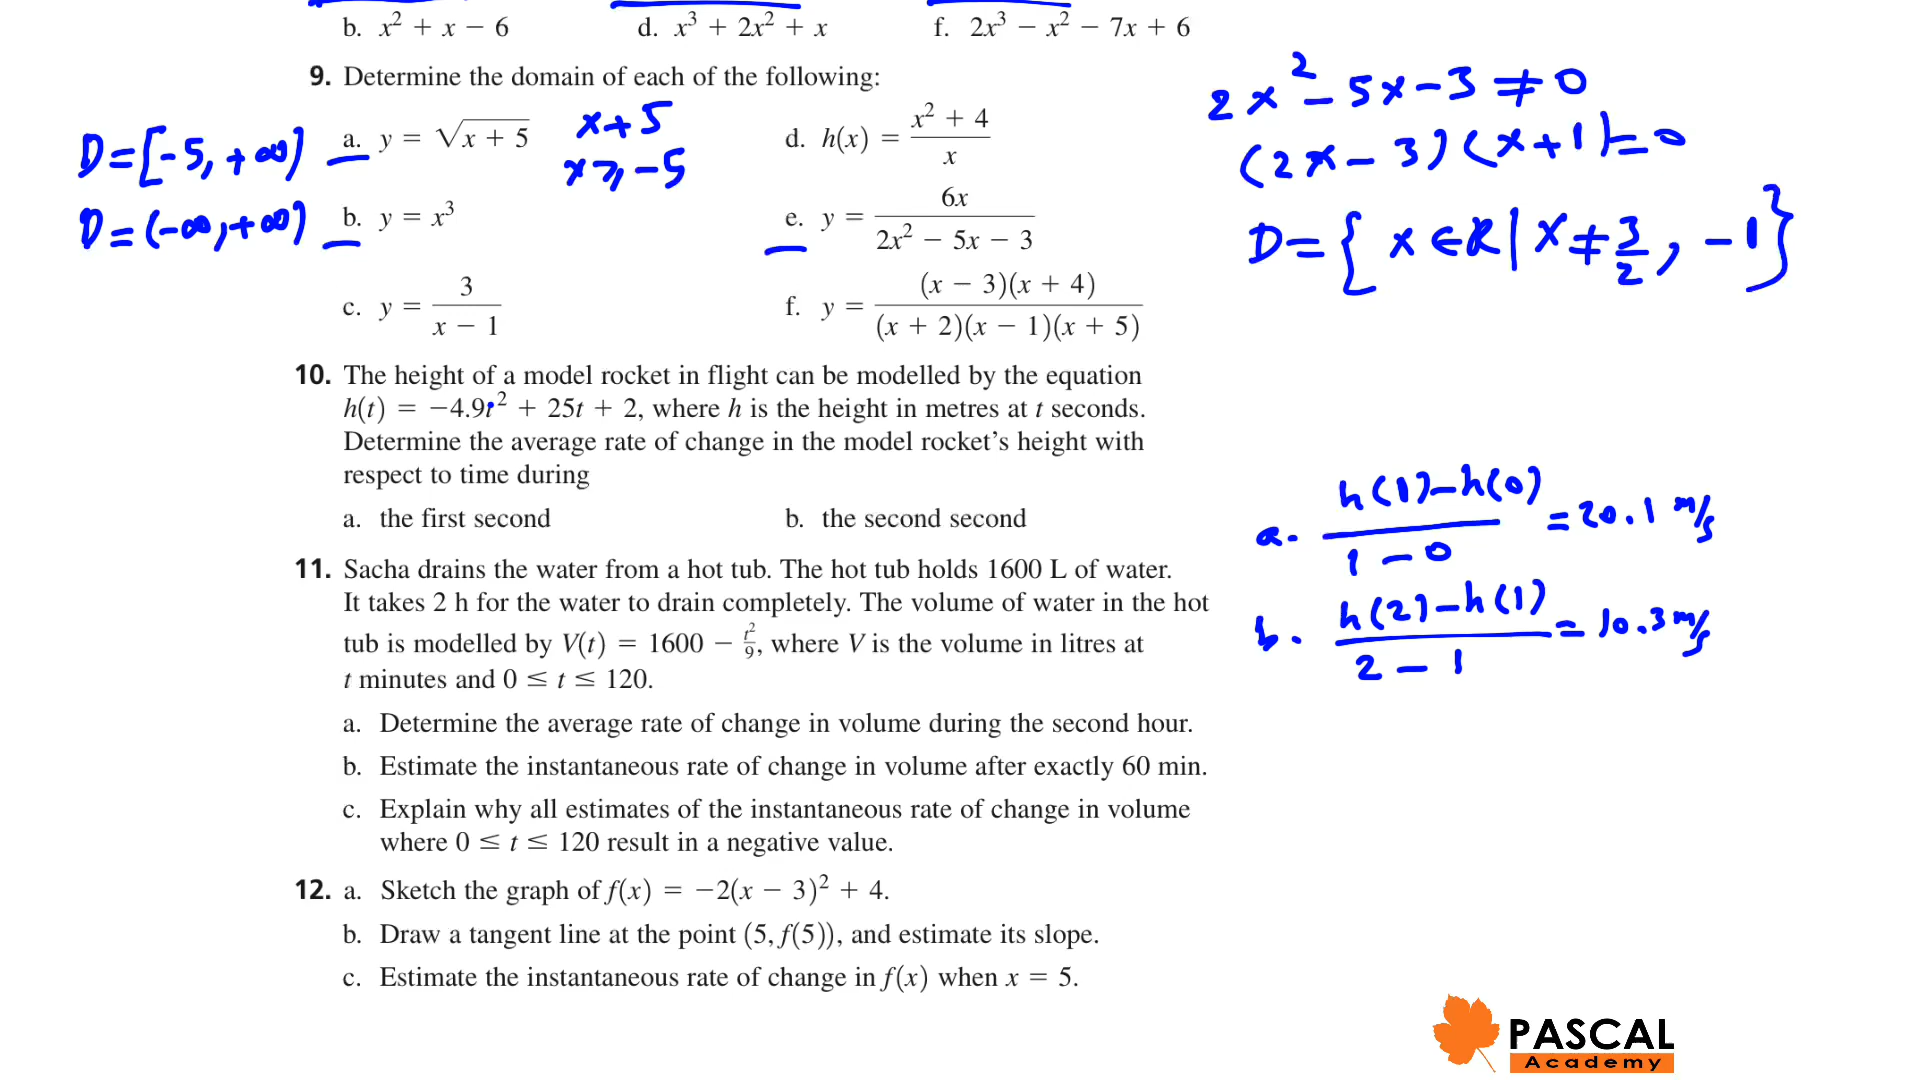 b. x² + x − 6 d. x³ + 2x² + x f. 2x³ − x² − 7x + 6
9. Determine the domain of each of the following:
D=[-5, +∞) a. y = √(x + 5) x+5 d. h(x) = (x² + 4)/x
x≥-5
D=(-∞,+∞) b. y = x³ e. y = 6x/(2x² − 5x − 3)
c. y = 3/(x − 1) f. y = (x − 3)(x + 4)/((x + 2)(x − 1)(x + 5))
2x²-5x-3≠0
(2x-3)(x+1)=0
D={x∈R|x≠3/2, -1}
10. The height of a model rocket in flight can be modelled by the equation
h(t) = −4.9t² + 25t + 2, where h is the height in metres at t seconds.
Determine the average rate of change in the model rocket’s height with
respect to time during
a. the first second b. the second second
a. (h(1)-h(0))/(1-0) =20.1 m/s
b. (h(2)-h(1))/(2-1) =10.3 m/s
11. Sacha drains the water from a hot tub. The hot tub holds 1600 L of water.
It takes 2 h for the water to drain completely. The volume of water in the hot
tub is modelled by V(t) = 1600 − t²/9, where V is the volume in litres at
t minutes and 0 ≤ t ≤ 120.
a. Determine the average rate of change in volume during the second hour.
b. Estimate the instantaneous rate of change in volume after exactly 60 min.
c. Explain why all estimates of the instantaneous rate of change in volume
where 0 ≤ t ≤ 120 result in a negative value.
12. a. Sketch the graph of f(x) = −2(x − 3)² + 4.
b. Draw a tangent line at the point (5, f(5)), and estimate its slope.
c. Estimate the instantaneous rate of change in f(x) when x = 5.
PASCAL
Academy